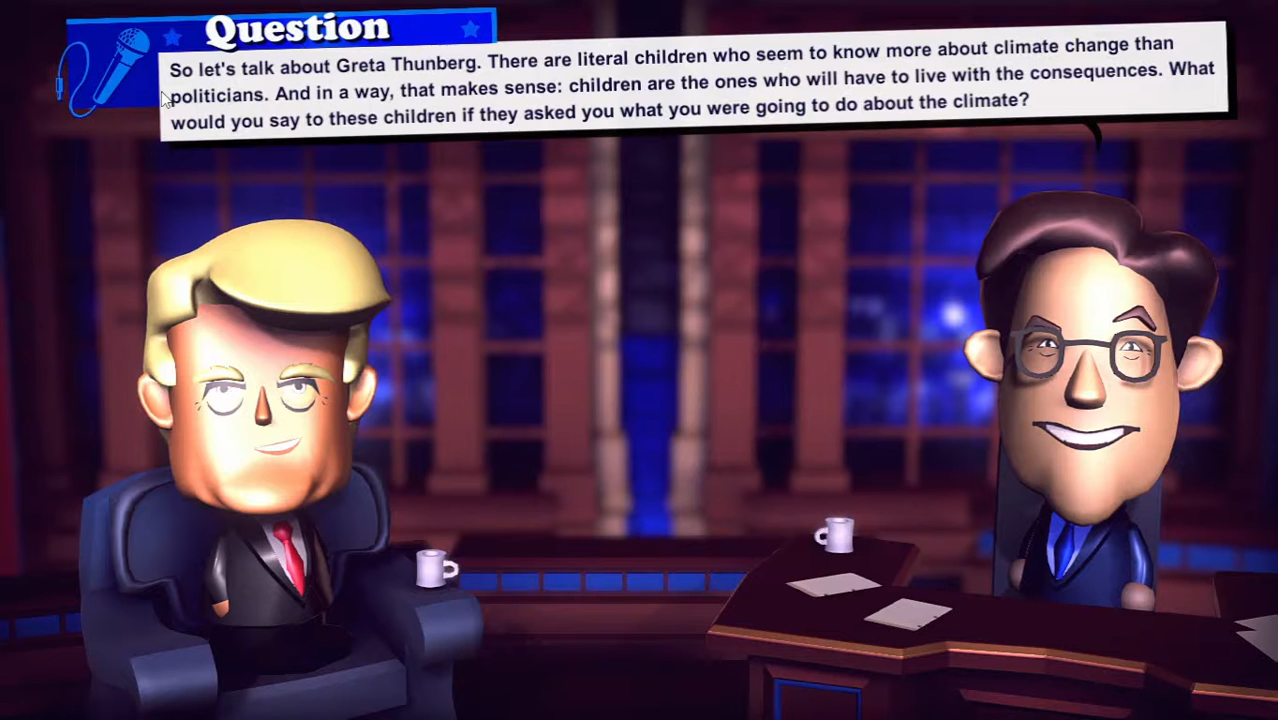 Question
So let's talk about Greta Thunberg. There are literal children who seem to know more about climate change than
politicians. And in a way, that makes sense: children are the ones who will have to live with the consequences. What
would you say to these children if they asked you what you were going to do about the climate?